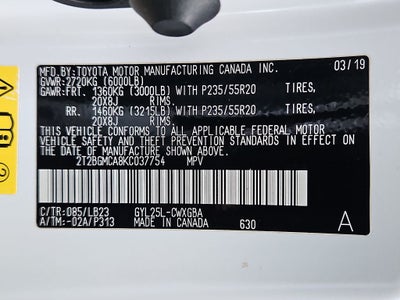 MFD.BY:TOYOTA MOTOR MANUFACTURING CANADA INC. 03/19
GVWR:2720KG (6000LB)
GAWR:FRT. 1360KG (3000LB) WITH P235/55R20 TIRES,
20X8J RIMS,
RR. 1460KG (3215LB) WITH P235/55R20 TIRES,
20X8J RIMS.
THIS VEHICLE CONFORMS TO ALL APPLICABLE FEDERAL MOTOR
VEHICLE SAFETY AND THEFT PREVENTION STANDARDS IN EFFECT
ON THE DATE OF MANUFACTURE SHOWN ABOVE.
2T2BGMCA8KC037754 MPV
C/TR:085/LB23 GYL25L-CWXGBA
A/TM:-02A/P313 MADE IN CANADA 630 A